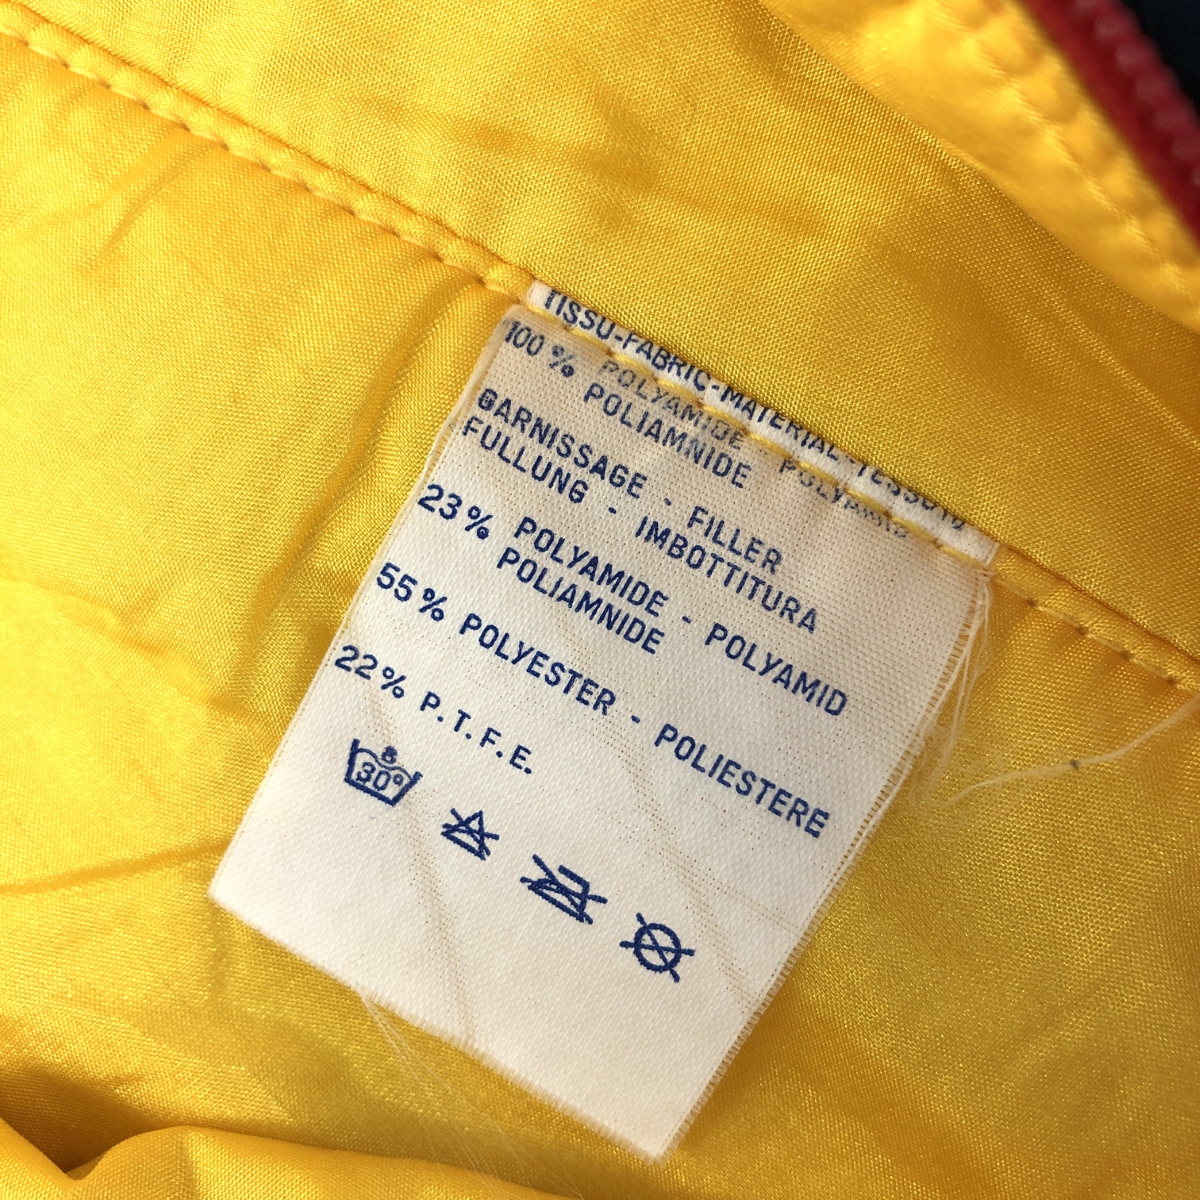 TISSU-FABRIC-MATERIAL-TESSUTO
100% POLYAMIDE - POLYAMID
POLIAMNIDE
GARNISSAGE - FILLER
FULLUNG - IMBOTTITURA
23% POLYAMIDE - POLYAMID
POLIAMNIDE
55% POLYESTER - POLIESTERE
22% P.T.F.E.
8
30°